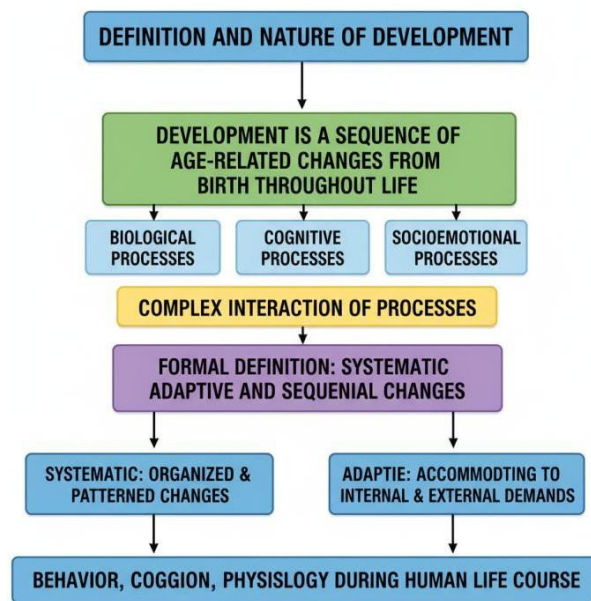 DEFINITION AND NATURE OF DEVELOPMENT
DEVELOPMENT IS A SEQUENCE OF
AGE-RELATED CHANGES FROM
BIRTH THROUGHOUT LIFE
BIOLOGICAL
PROCESSES
COGNITIVE
PROCESSES
SOCIOEMOTIONAL
PROCESSES
COMPLEX INTERACTION OF PROCESSES
FORMAL DEFINITION: SYSTEMATIC
ADAPTIVE AND SEQUENIAL CHANGES
SYSTEMATIC: ORGANIZED &
PATTERNED CHANGES
ADAPTIE: ACCOMMODTING TO
INTERNAL & EXTERNAL DEMANDS
BEHAVIOR, COGGION, PHYSISLOGY DURING HUMAN LIFE COURSE